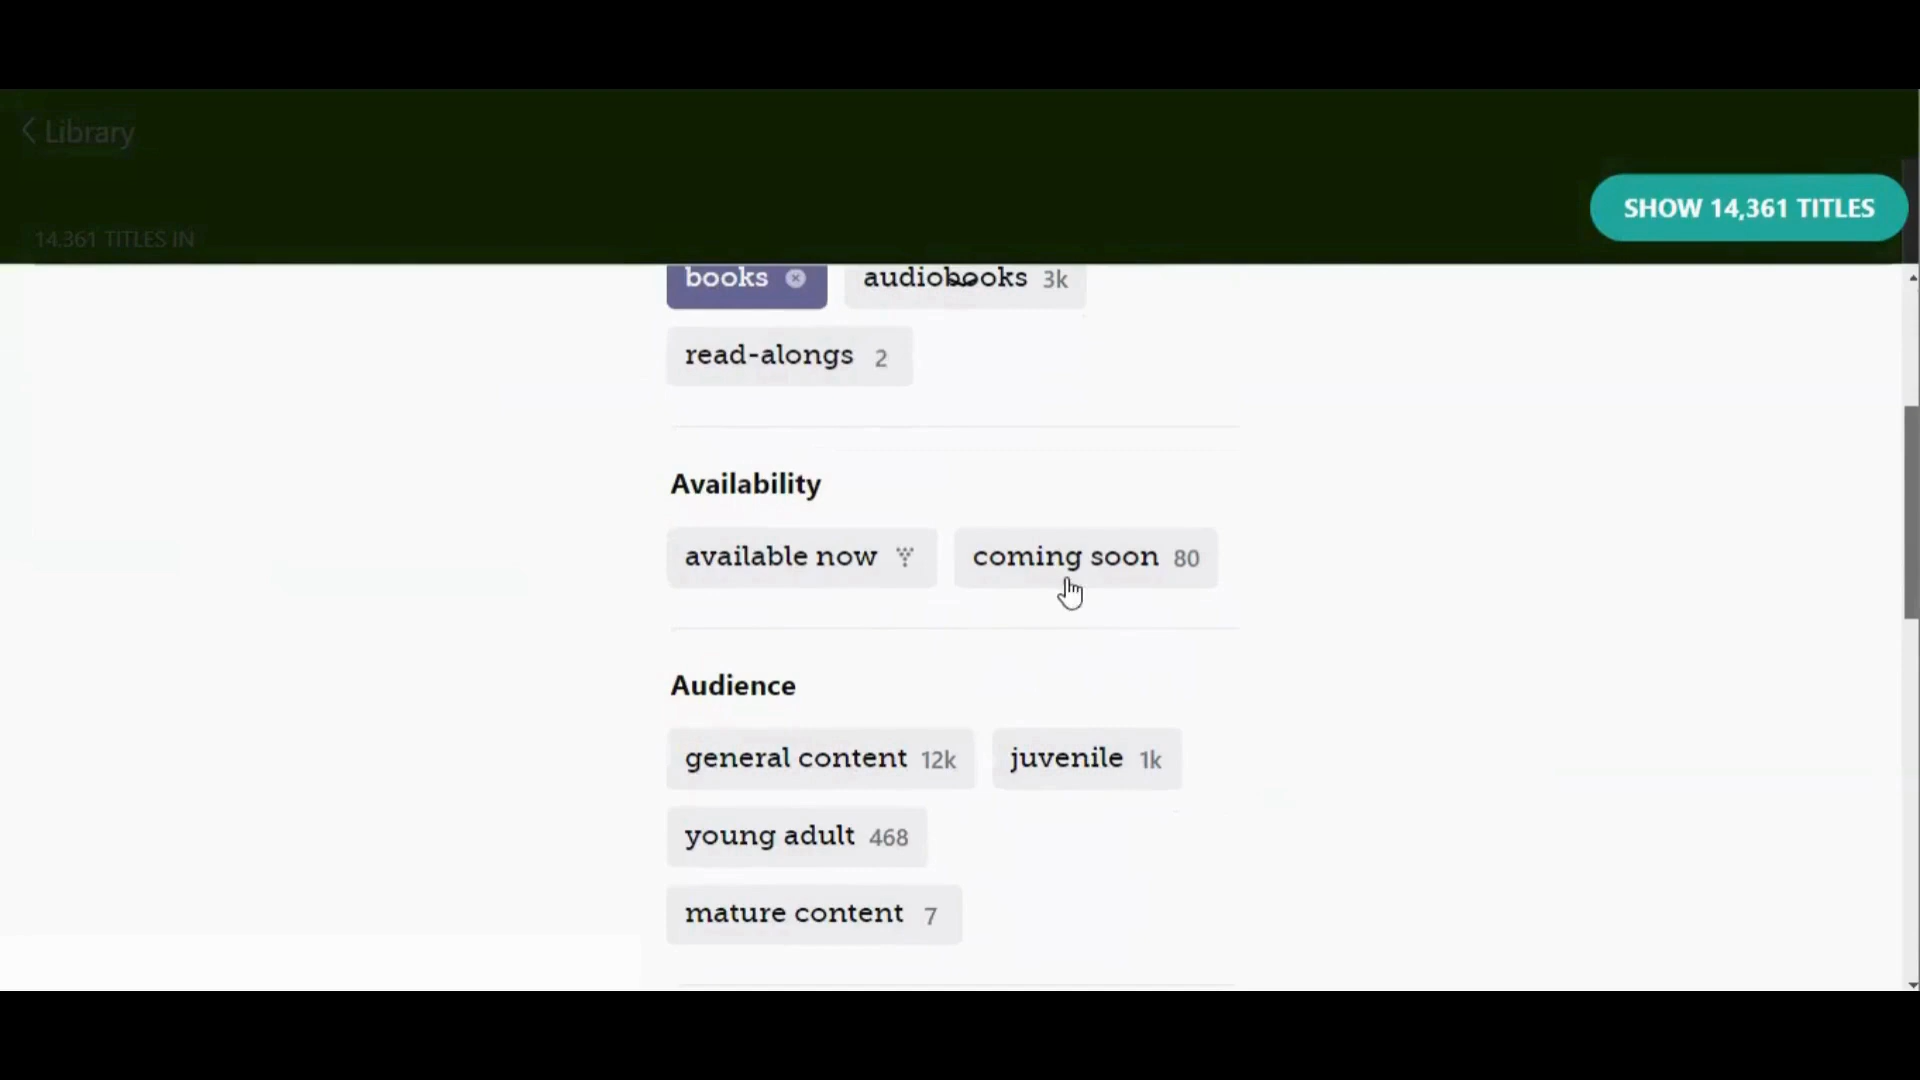 Library
SHOW 14,361 TITLES
14,361 TITLES IN
books audiobooks 3k
read-alongs 2
Availability
available now coming soon 80
Audience
general content 12k juvenile 1k
young adult 468
mature content 7